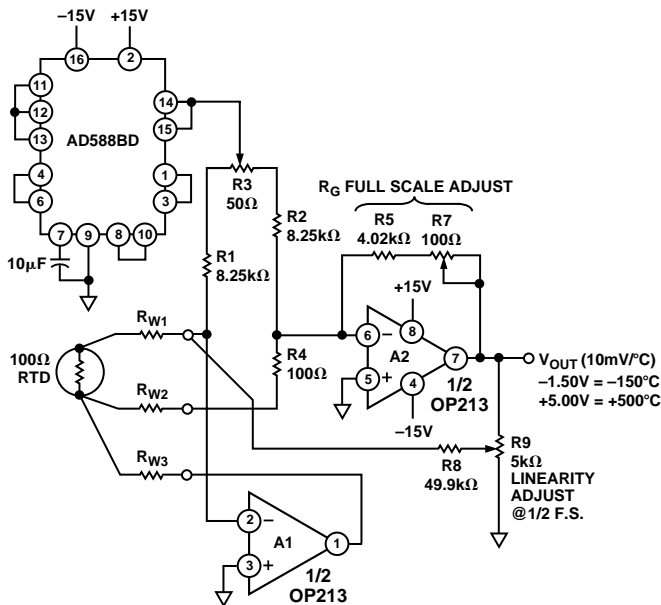 –15V +15V
16 2
11
12
13
14
15
AD588BD
4
6
1
3
7 9 8 10
10µF
R3
50Ω
R1
8.25kΩ
R2
8.25kΩ
RG FULL SCALE ADJUST
R5
4.02kΩ
R7
100Ω
+15V
6 –
8
A2
7
5 +
4
1/2
OP213
–15V
VOUT (10mV/°C)
–1.50V = –150°C
+5.00V = +500°C
RW1
100Ω
RTD
RW2
R4
100Ω
RW3
R8
49.9kΩ
R9
5kΩ
LINEARITY
ADJUST
@1/2 F.S.
2 –
A1
1
3 +
1/2
OP213